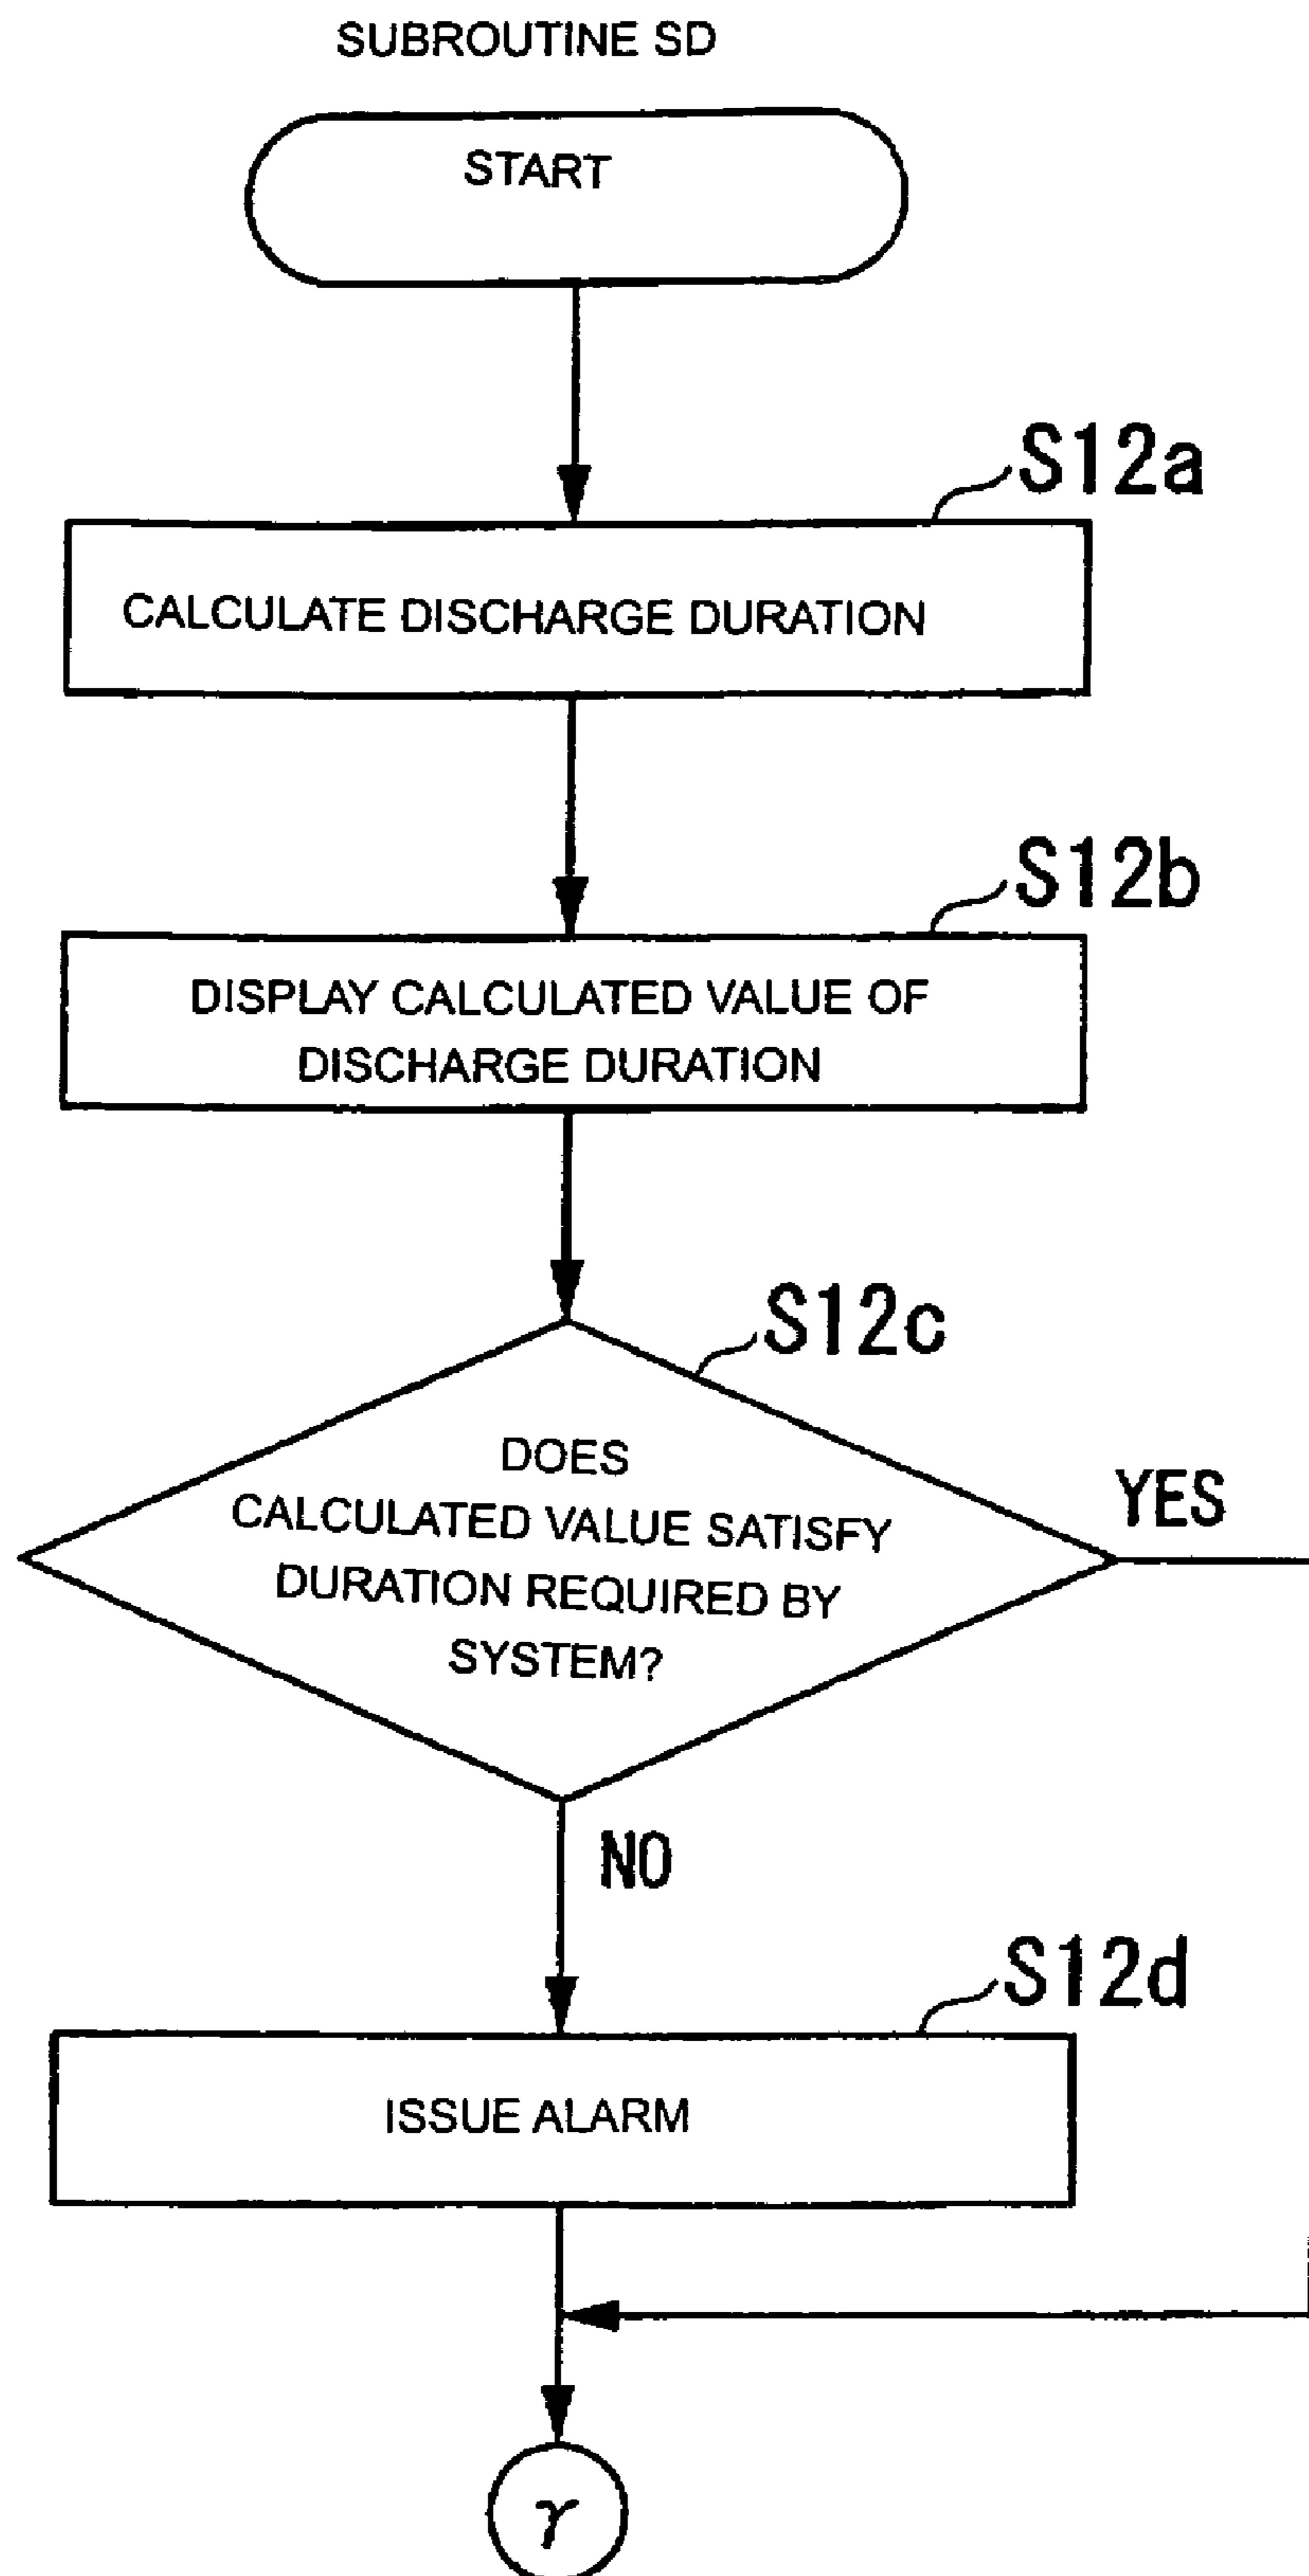 SUBROUTINE SD
START
S12a
CALCULATE DISCHARGE DURATION
S12b
DISPLAY CALCULATED VALUE OF
DISCHARGE DURATION
S12c
DOES
CALCULATED VALUE SATISFY
DURATION REQUIRED BY
SYSTEM?
YES
NO
S12d
ISSUE ALARM
γ